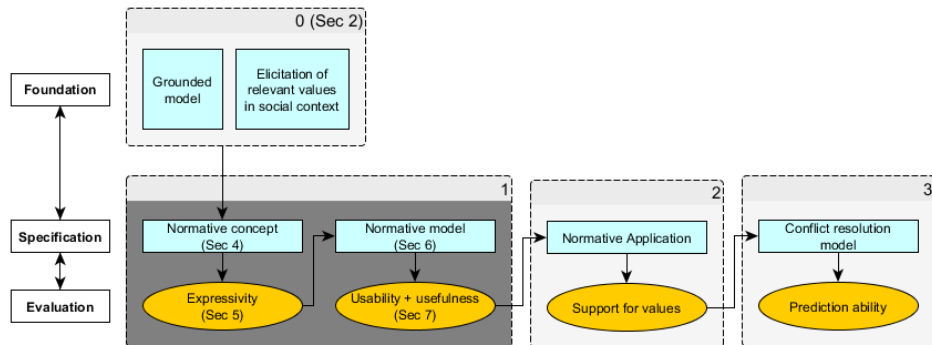 0 (Sec 2)
Foundation
Grounded
model
Elicitation of
relevant values
in social context
1
2
3
Specification
Normative concept
(Sec 4)
Normative model
(Sec 6)
Normative Application
Conflict resolution
model
Evaluation
Expressivity
(Sec 5)
Usability + usefulness
(Sec 7)
Support for values
Prediction ability